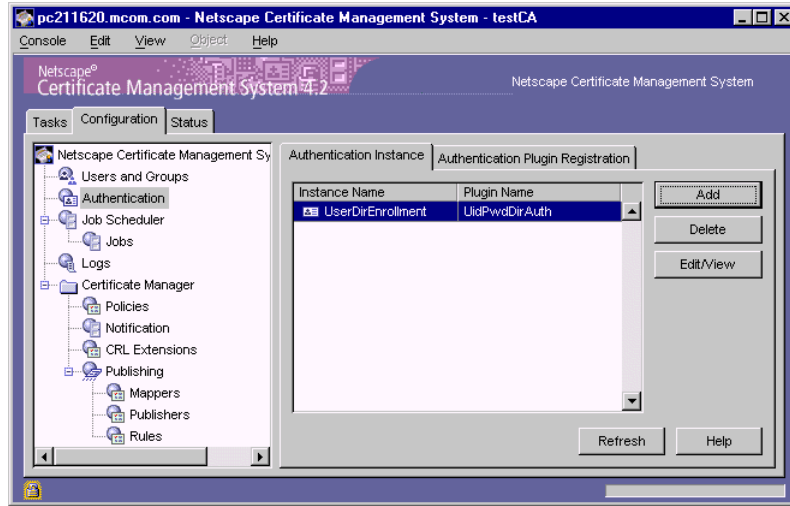 pc211620.mcom.com - Netscape Certificate Management System - testCA
Console Edit View Object Help
Netscape®
Certificate Management System 4.2
Netscape Certificate Management System
Tasks Configuration Status
Netscape Certificate Management Sy
Users and Groups
Authentication
Job Scheduler
Jobs
Logs
Certificate Manager
Policies
Notification
CRL Extensions
Publishing
Mappers
Publishers
Rules
Authentication Instance Authentication Plugin Registration
Instance Name Plugin Name
UserDirEnrollment UidPwdDirAuth
Add
Delete
Edit/View
Refresh Help